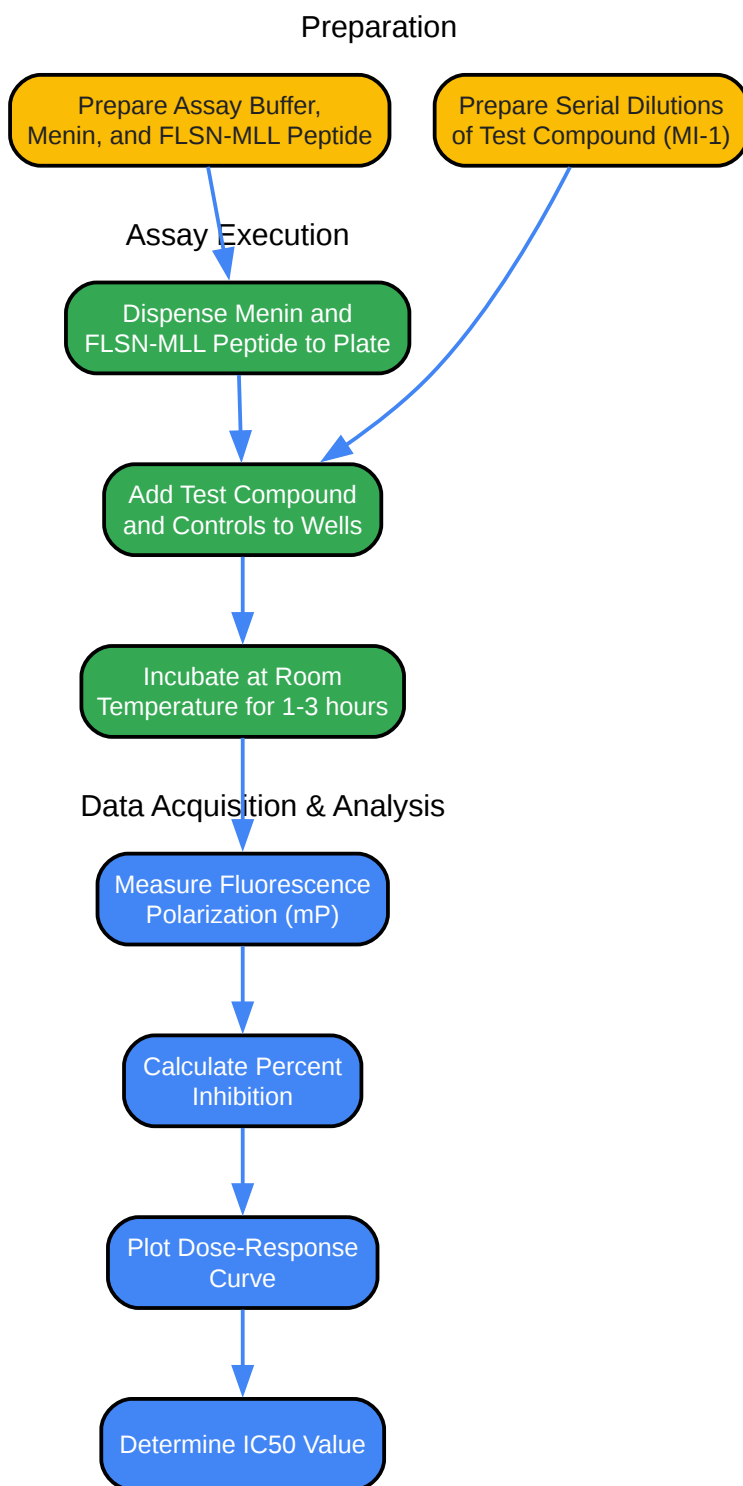 Preparation
Prepare Assay Buffer,
Menin, and FLSN-MLL Peptide
Prepare Serial Dilutions
of Test Compound (MI-1)
Assay Execution
Dispense Menin and
FLSN-MLL Peptide to Plate
Add Test Compound
and Controls to Wells
Incubate at Room
Temperature for 1-3 hours
Data Acquisition & Analysis
Measure Fluorescence
Polarization (mP)
Calculate Percent
Inhibition
Plot Dose-Response
Curve
Determine IC50 Value